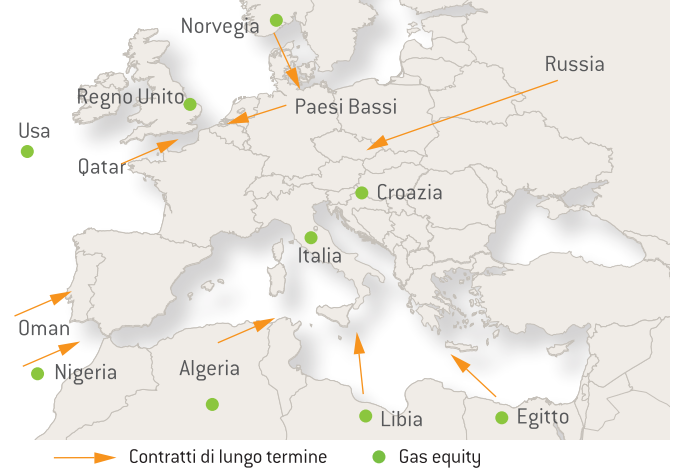 Norvegia
Russia
Regno Unito
Paesi Bassi
Usa
Qatar
Croazia
Italia
Oman
Nigeria
Algeria
Libia
Egitto
Contratti di lungo termine
Gas equity